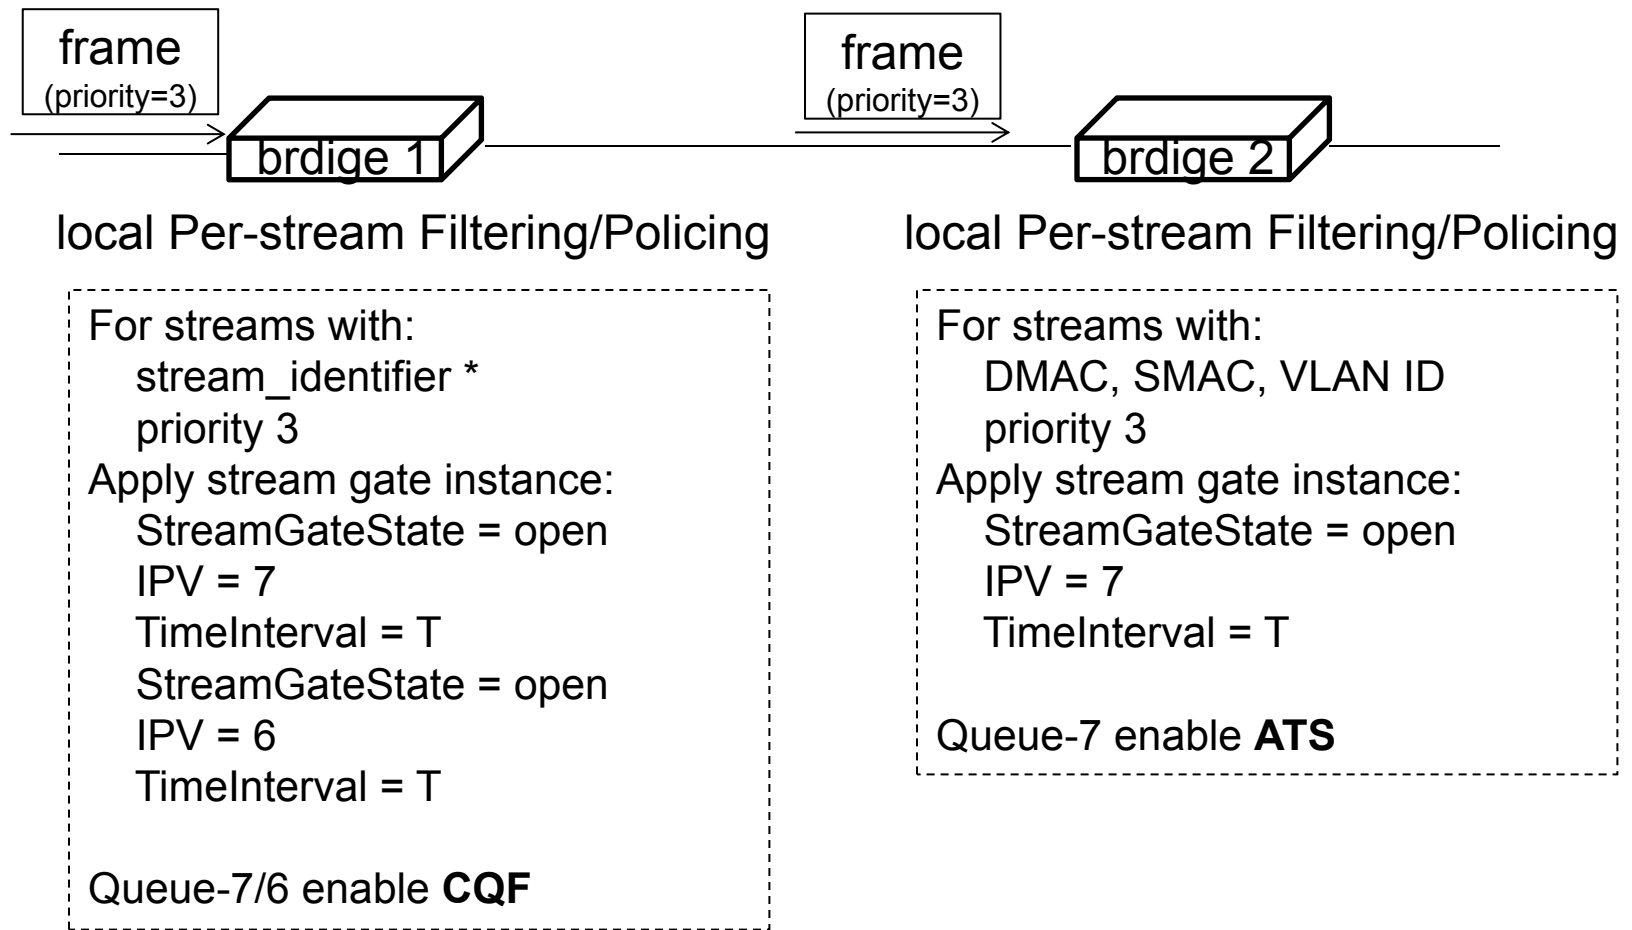 frame
(priority=3)
frame
(priority=3)
brdige 1
brdige 2
local Per-stream Filtering/Policing
For streams with:
stream_identifier *
priority 3
Apply stream gate instance:
StreamGateState = open
IPV = 7
TimeInterval = T
StreamGateState = open
IPV = 6
TimeInterval = T
Queue-7/6 enable CQF
local Per-stream Filtering/Policing
For streams with:
DMAC, SMAC, VLAN ID
priority 3
Apply stream gate instance:
StreamGateState = open
IPV = 7
TimeInterval = T
Queue-7 enable ATS